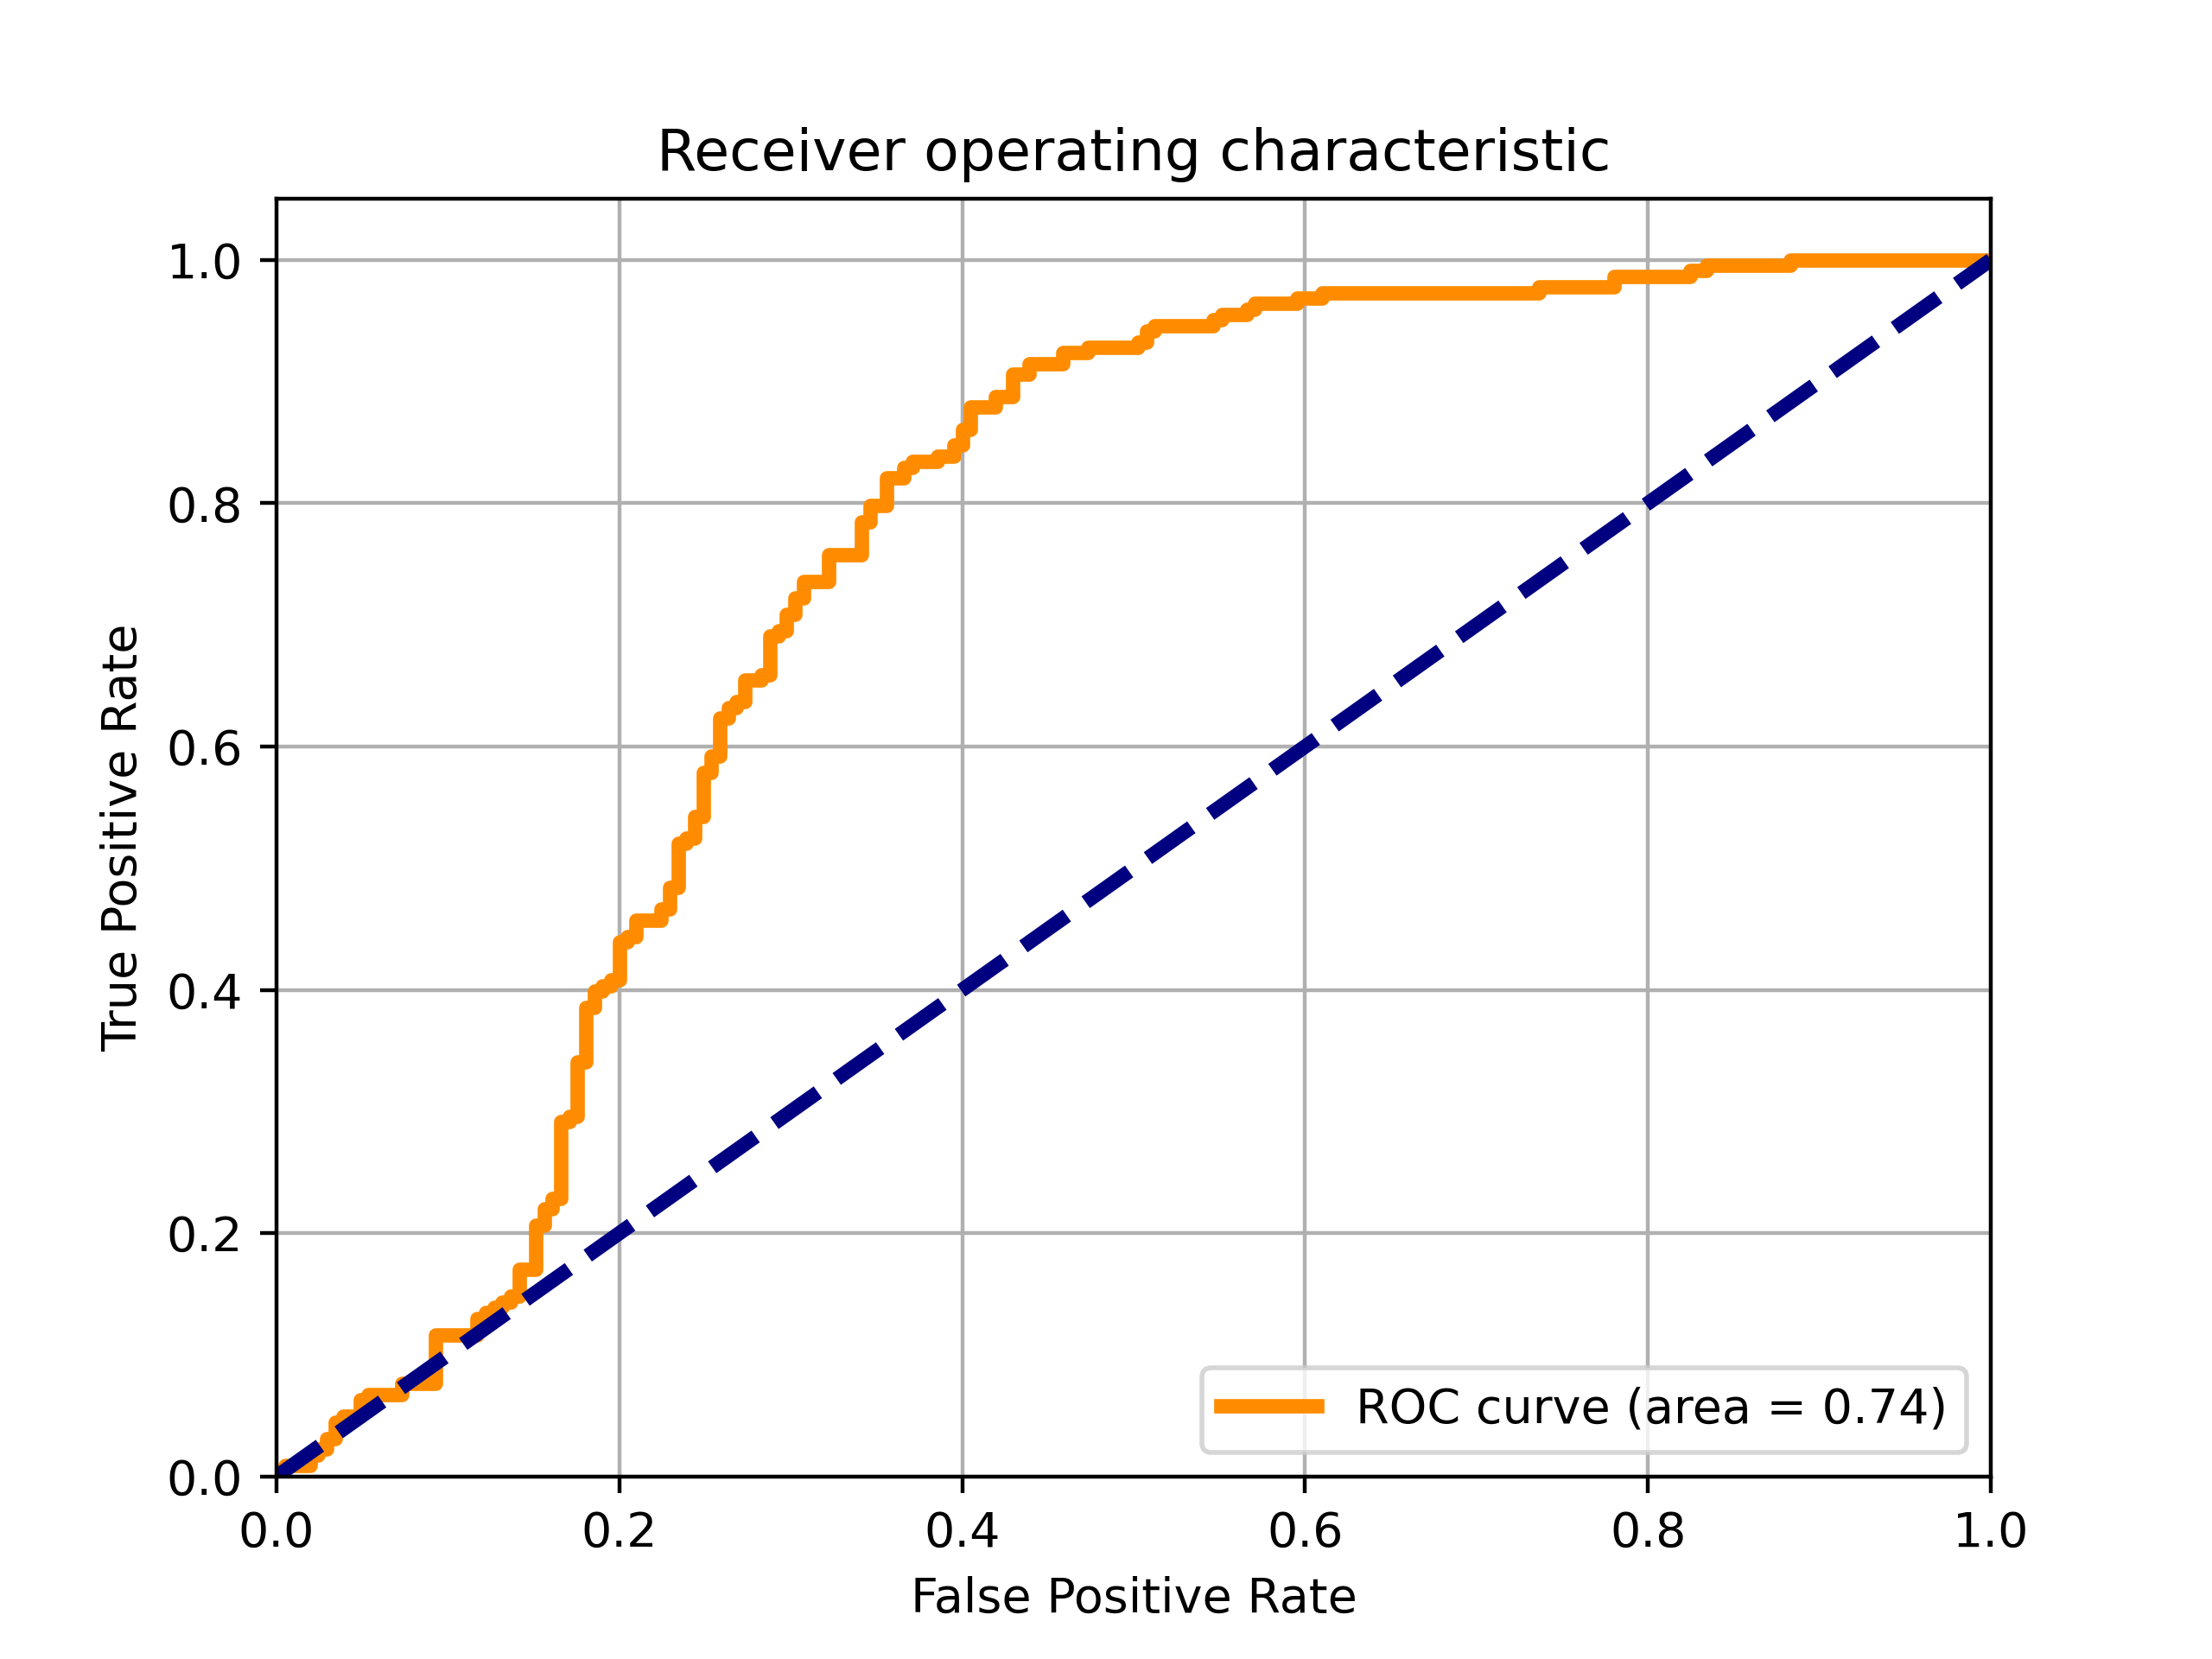 Receiver operating characteristic
1.0
0.8
0.6
0.4
0.2
0.0
True Positive Rate
ROC curve (area = 0.74)
0.0 0.2 0.4 0.6 0.8 1.0
False Positive Rate